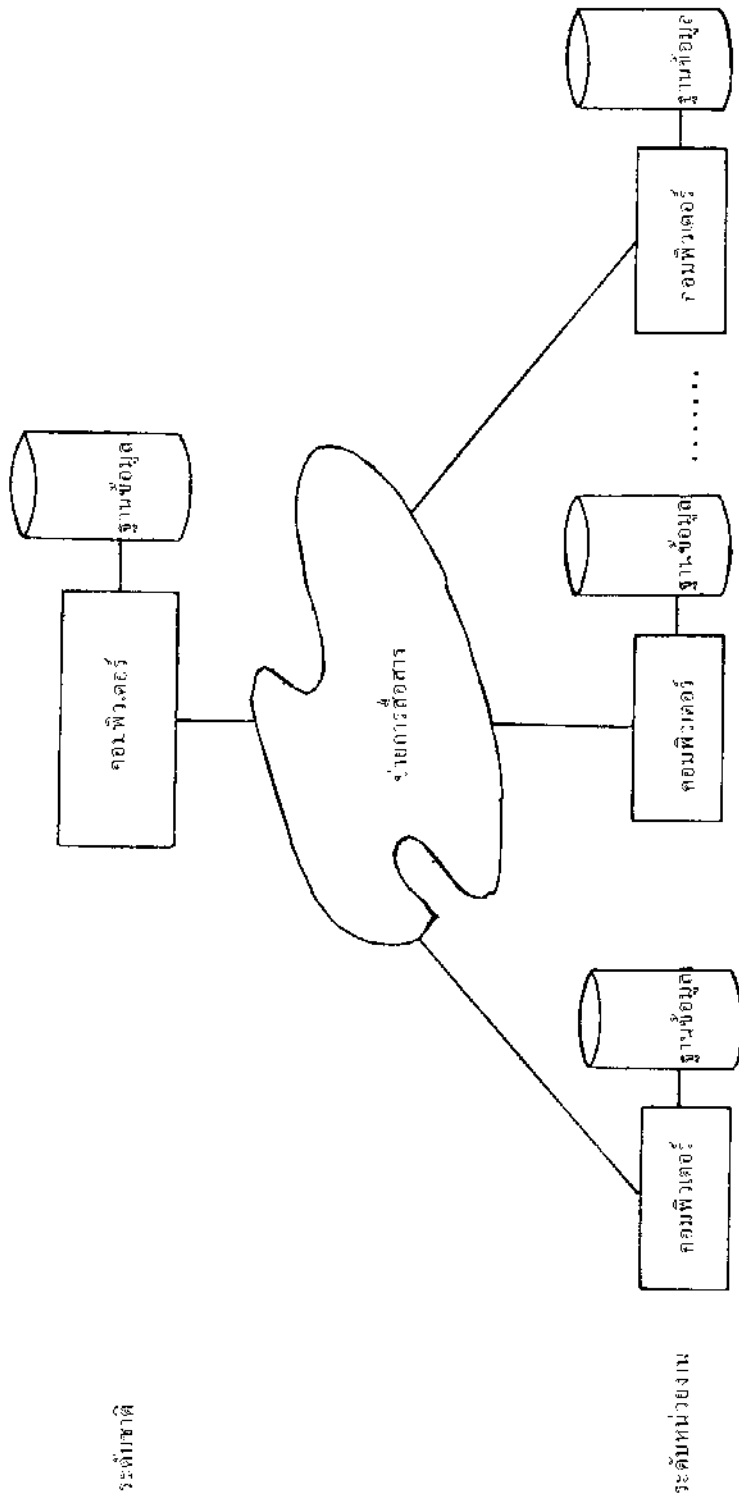 ระดับชาติ
คอมพิวเตอร์
ฐานข้อมูล
ข่ายการสื่อสาร
ระดับหน่วยงาน
คอมพิวเตอร์
ฐานข้อมูล
คอมพิวเตอร์
ฐานข้อมูล
........
คอมพิวเตอร์
ฐานข้อมูล